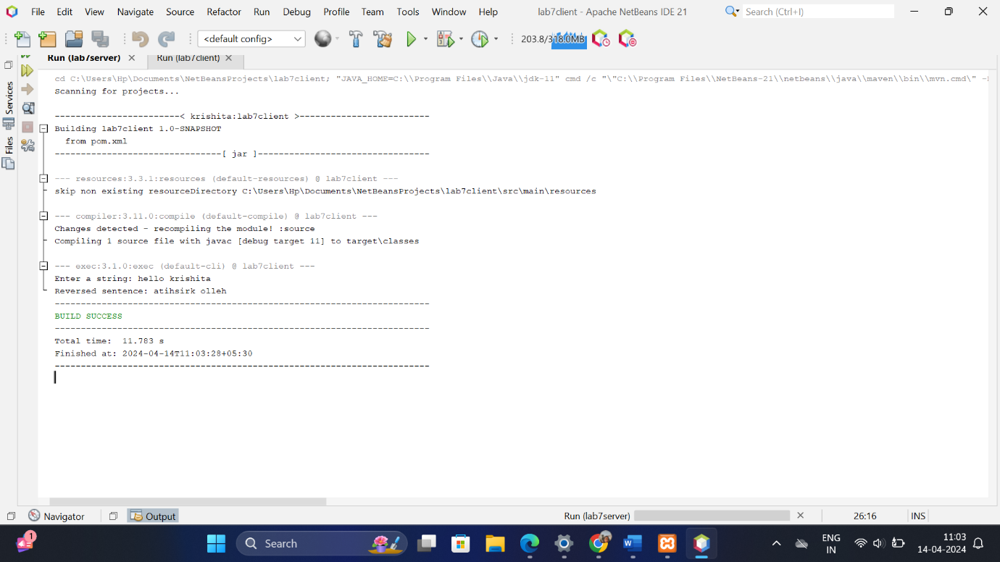 File Edit View Navigate Source Refactor Run Debug Profile Team Tools Window Help lab7client - Apache NetBeans IDE 21 Search (Ctrl+I)
<default config> 203.8/318.0MB
Run (lab7server) Run (lab7client)
cd C:\Users\Hp\Documents\NetBeansProjects\lab7client; "JAVA_HOME=C:\\Program Files\\Java\\jdk-11" cmd /c "\"C:\\Program Files\\NetBeans-21\\netbeans\\java\\maven\\bin\\mvn.cmd\"
Scanning for projects...
------------------------< krishita:lab7client >-------------------------
Building lab7client 1.0-SNAPSHOT
from pom.xml
--------------------------------[ jar ]---------------------------------
--- resources:3.3.1:resources (default-resources) @ lab7client ---
skip non existing resourceDirectory C:\Users\Hp\Documents\NetBeansProjects\lab7client\src\main\resources
--- compiler:3.11.0:compile (default-compile) @ lab7client ---
Changes detected - recompiling the module! :source
Compiling 1 source file with javac [debug target 11] to target\classes
--- exec:3.1.0:exec (default-cli) @ lab7client ---
Enter a string: hello krishita
Reversed sentence: atihsirk olleh
------------------------------------------------------------------------
BUILD SUCCESS
------------------------------------------------------------------------
Total time:  11.783 s
Finished at: 2024-04-14T11:03:28+05:30
------------------------------------------------------------------------
Services
Files
Navigator Output Run (lab7server) 26:16 INS
1 Search ENG 11:03
IN 14-04-2024